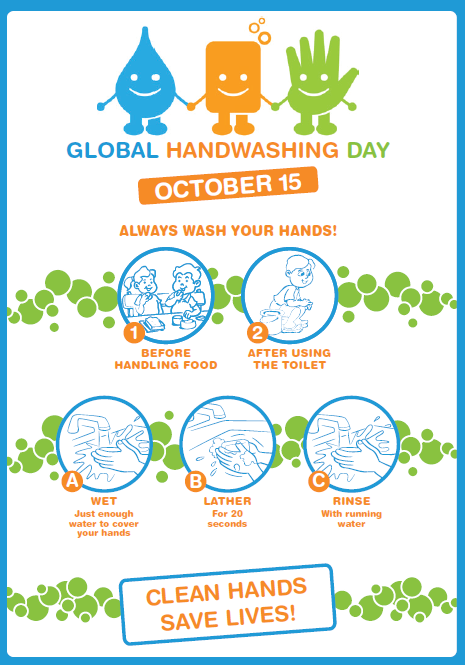 GLOBAL HANDWASHING DAY
OCTOBER 15
ALWAYS WASH YOUR HANDS!
1
BEFORE
HANDLING FOOD
2
AFTER USING
THE TOILET
A
WET
Just enough
water to cover
your hands
B
LATHER
For 20
seconds
C
RINSE
With running
water
CLEAN HANDS
SAVE LIVES!